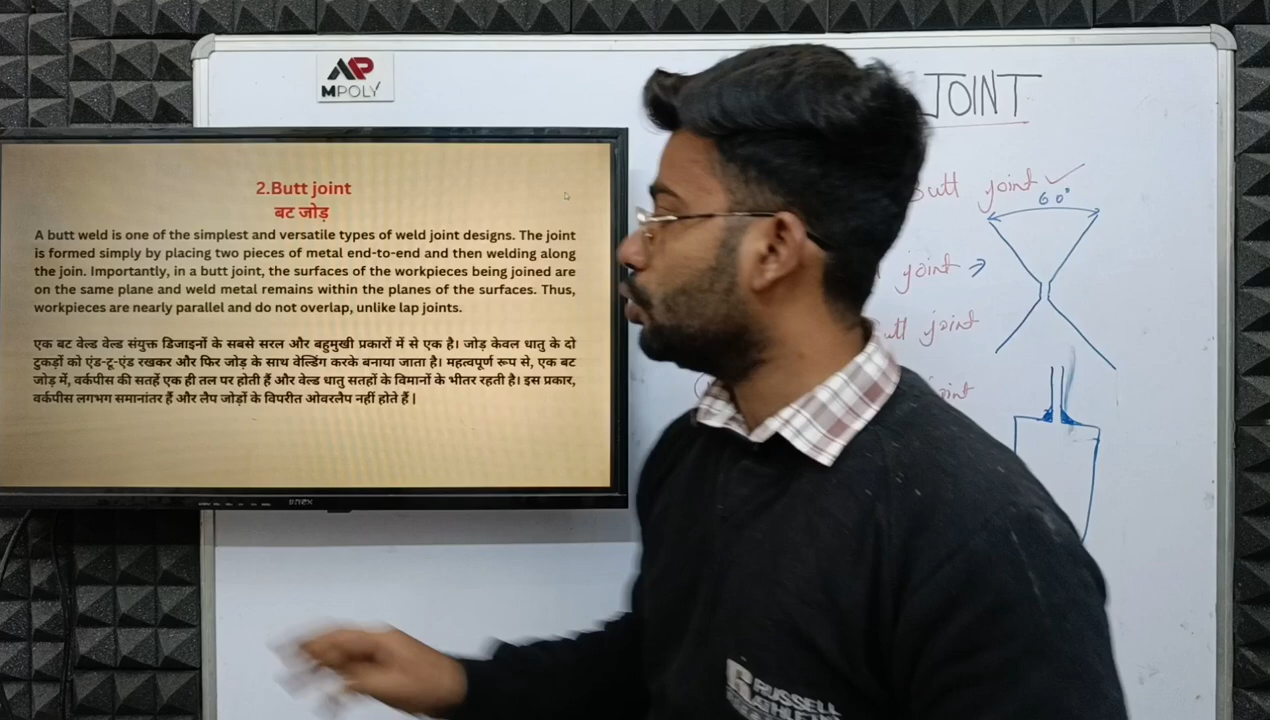 MP
MPOLY
JOINT
2.Butt joint
बट जोड़
A butt weld is one of the simplest and versatile types of weld joint designs. The joint
is formed simply by placing two pieces of metal end-to-end and then welding along
the join. Importantly, in a butt joint, the surfaces of the workpieces being joined are
on the same plane and weld metal remains within the planes of the surfaces. Thus,
workpieces are nearly parallel and do not overlap, unlike lap joints.
एक बट वेल्ड वेल्ड संयुक्त डिजाइनों के सबसे सरल और बहुमुखी प्रकारों में से एक है। जोड़ केवल धातु के दो
टुकड़ों को एंड-टू-एंड रखकर और फिर जोड़ के साथ वेल्डिंग करके बनाया जाता है। महत्वपूर्ण रूप से, एक बट
जोड़ में, वर्कपीस की सतहें एक ही तल पर होती हैं और वेल्ड धातु सतहों के विमानों के भीतर रहती है। इस प्रकार,
वर्कपीस लगभग समानांतर हैं और लैप जोड़ों के विपरीत ओवरलैप नहीं होते हैं |
Butt joint
60°
joint
Butt joint
joint
RUSSELL